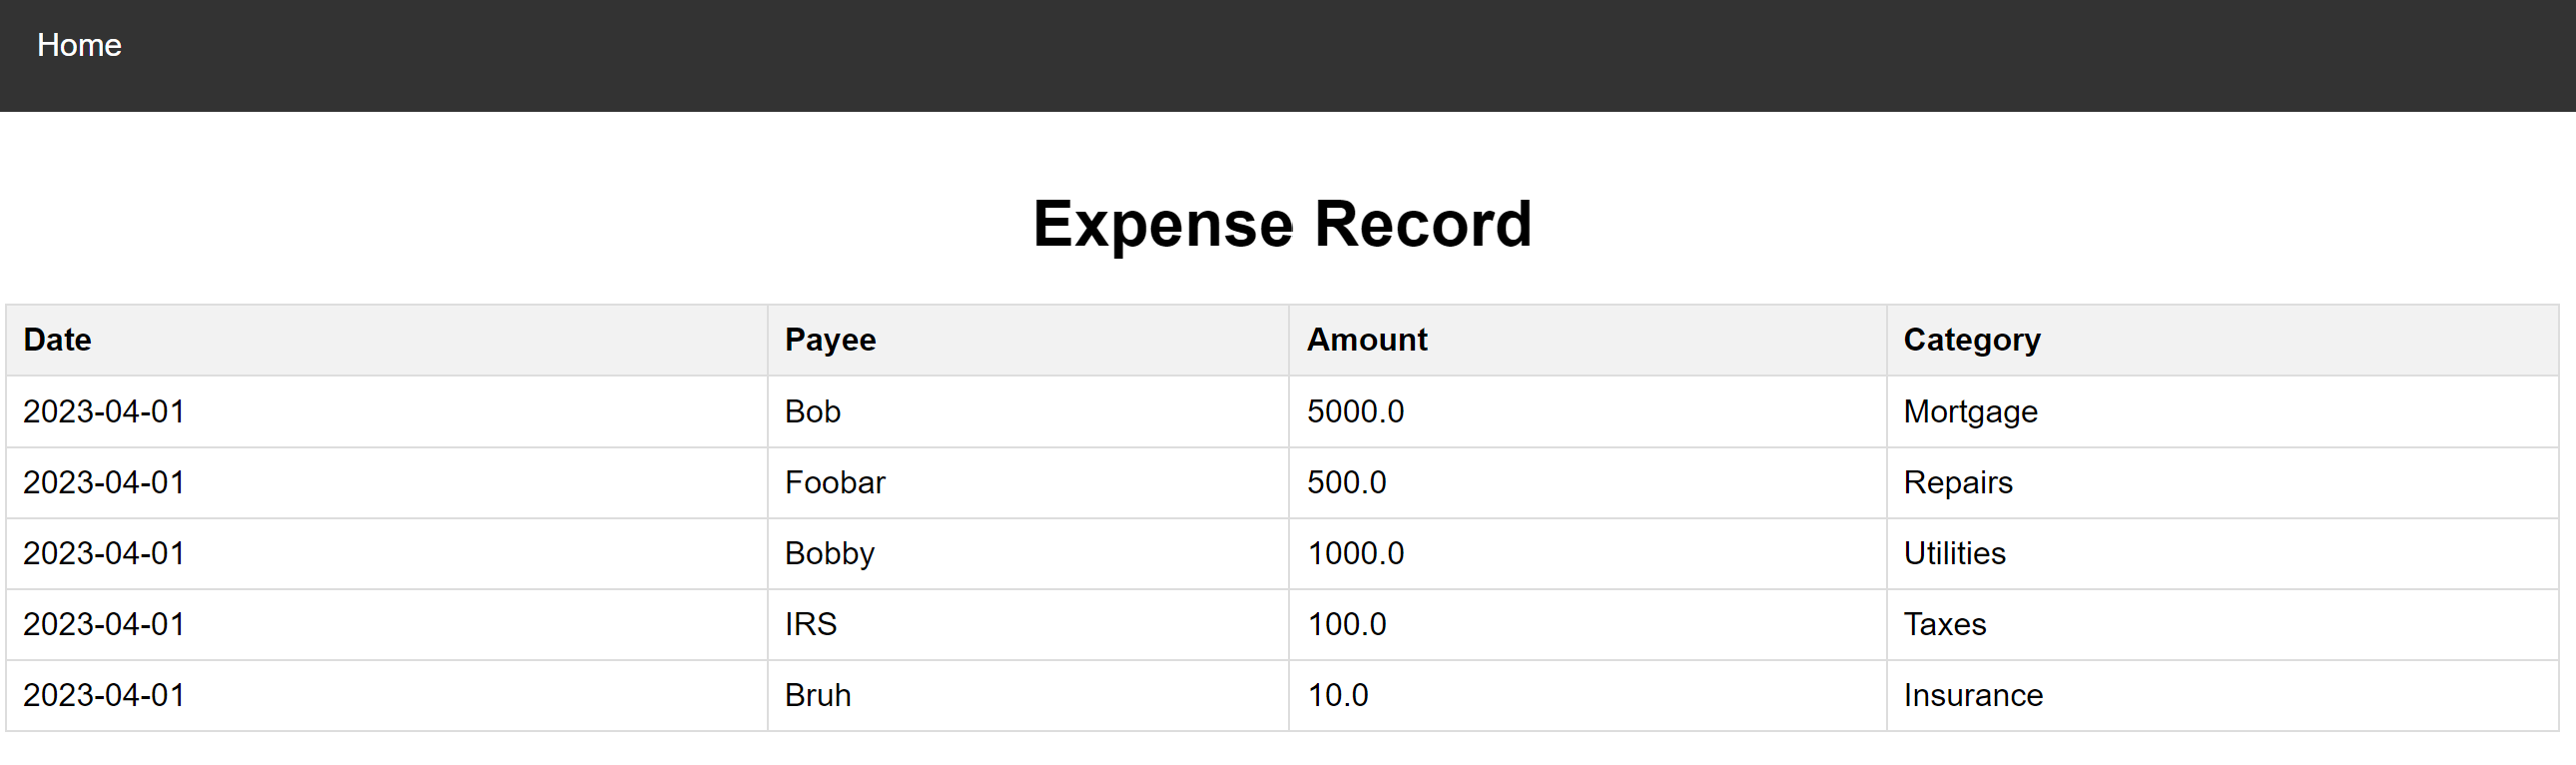 Home
Expense Record
Date Payee Amount Category
2023-04-01 Bob 5000.0 Mortgage
2023-04-01 Foobar 500.0 Repairs
2023-04-01 Bobby 1000.0 Utilities
2023-04-01 IRS 100.0 Taxes
2023-04-01 Bruh 10.0 Insurance